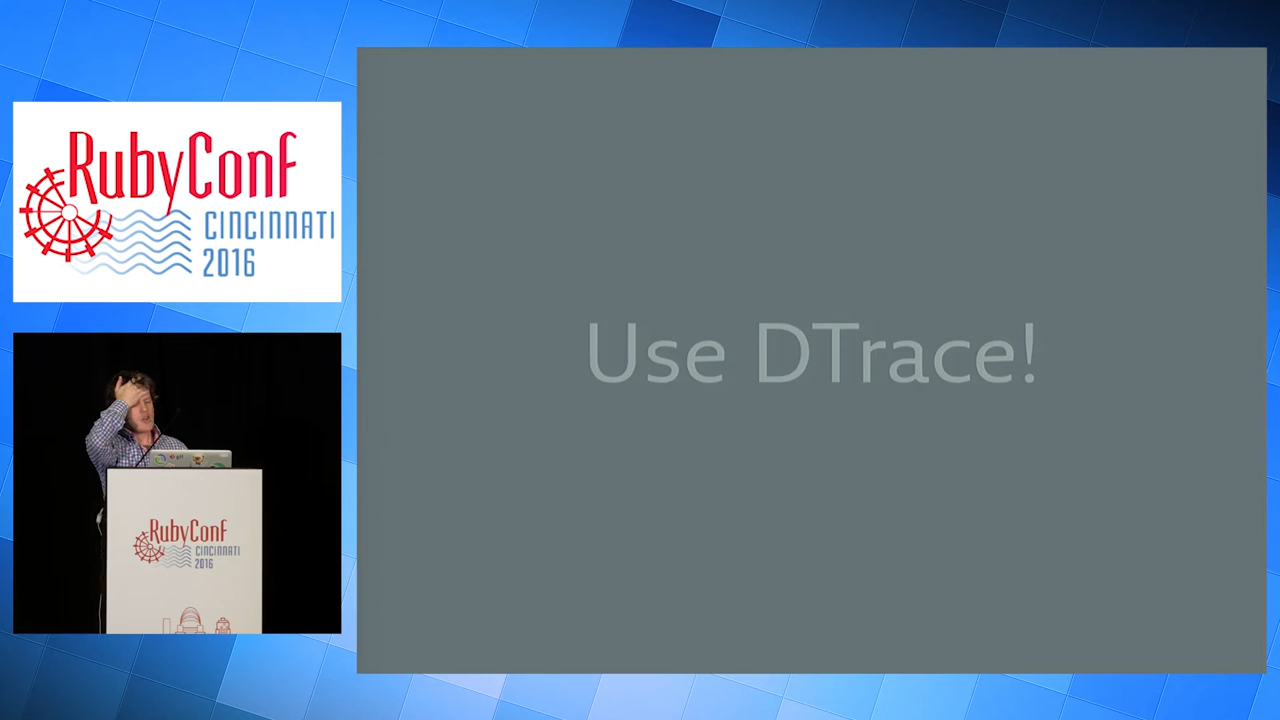 RubyConf
CINCINNATI
2016
Use DTrace!
RubyConf
CINCINNATI
2016